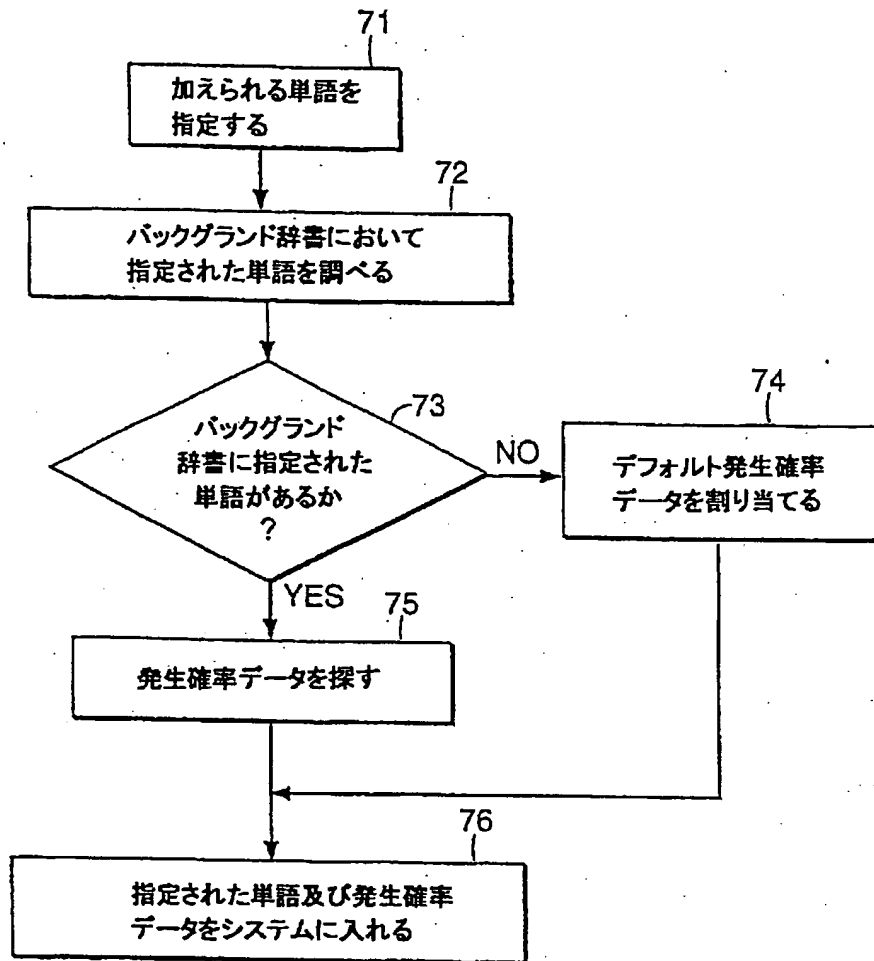 71
加えられる単語を
指定する
72
バックグランド辞書において
指定された単語を調べる
73
バックグランド
辞書に指定された
単語があるか
?
NO
74
デフォルト発生確率
データを割り当てる
YES
75
発生確率データを探す
76
指定された単語及び発生確率
データをシステムに入れる